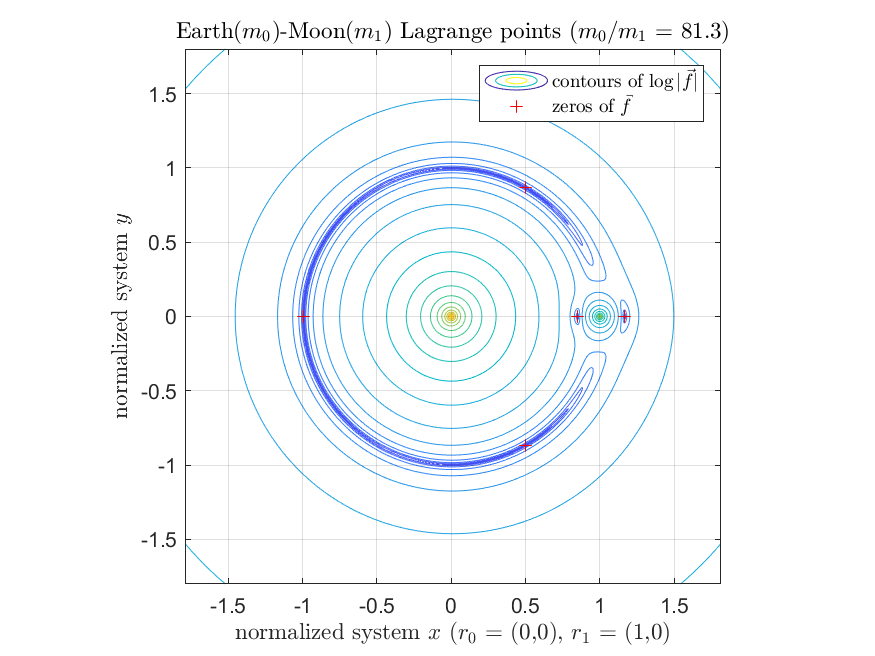 Earth(m₀)-Moon(m₁) Lagrange points (m₀/m₁ = 81.3)
contours of log|f⃗|
zeros of f⃗
1.5
1
0.5
0
-0.5
-1
-1.5
normalized system y
-1.5 -1 -0.5 0 0.5 1 1.5
normalized system x (r₀ = (0,0), r₁ = (1,0)